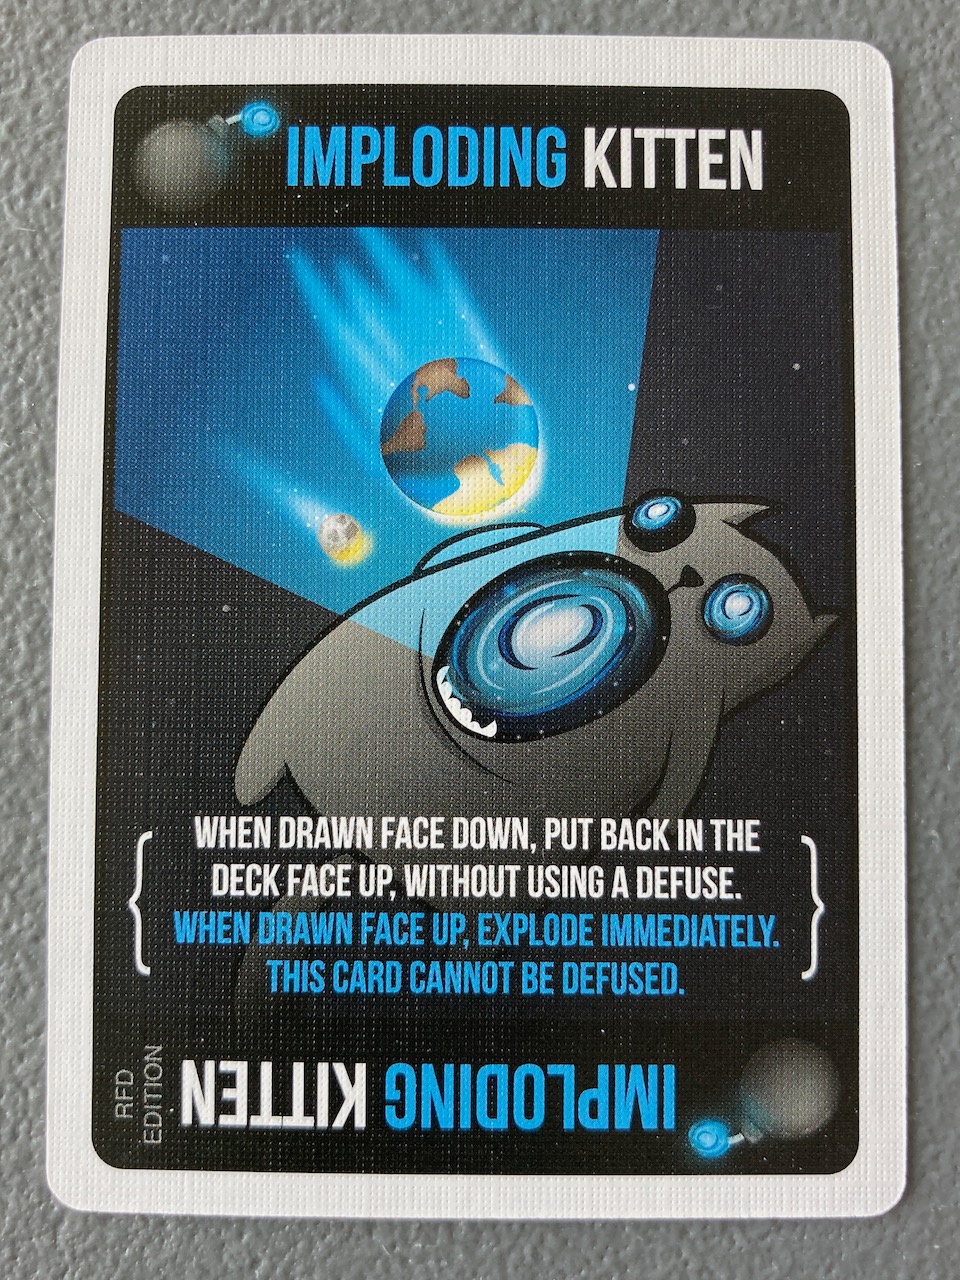 IMPLODING KITTEN
WHEN DRAWN FACE DOWN, PUT BACK IN THE
DECK FACE UP, WITHOUT USING A DEFUSE.
WHEN DRAWN FACE UP, EXPLODE IMMEDIATELY.
THIS CARD CANNOT BE DEFUSED.
RFD
EDITION
IMPLODING KITTEN